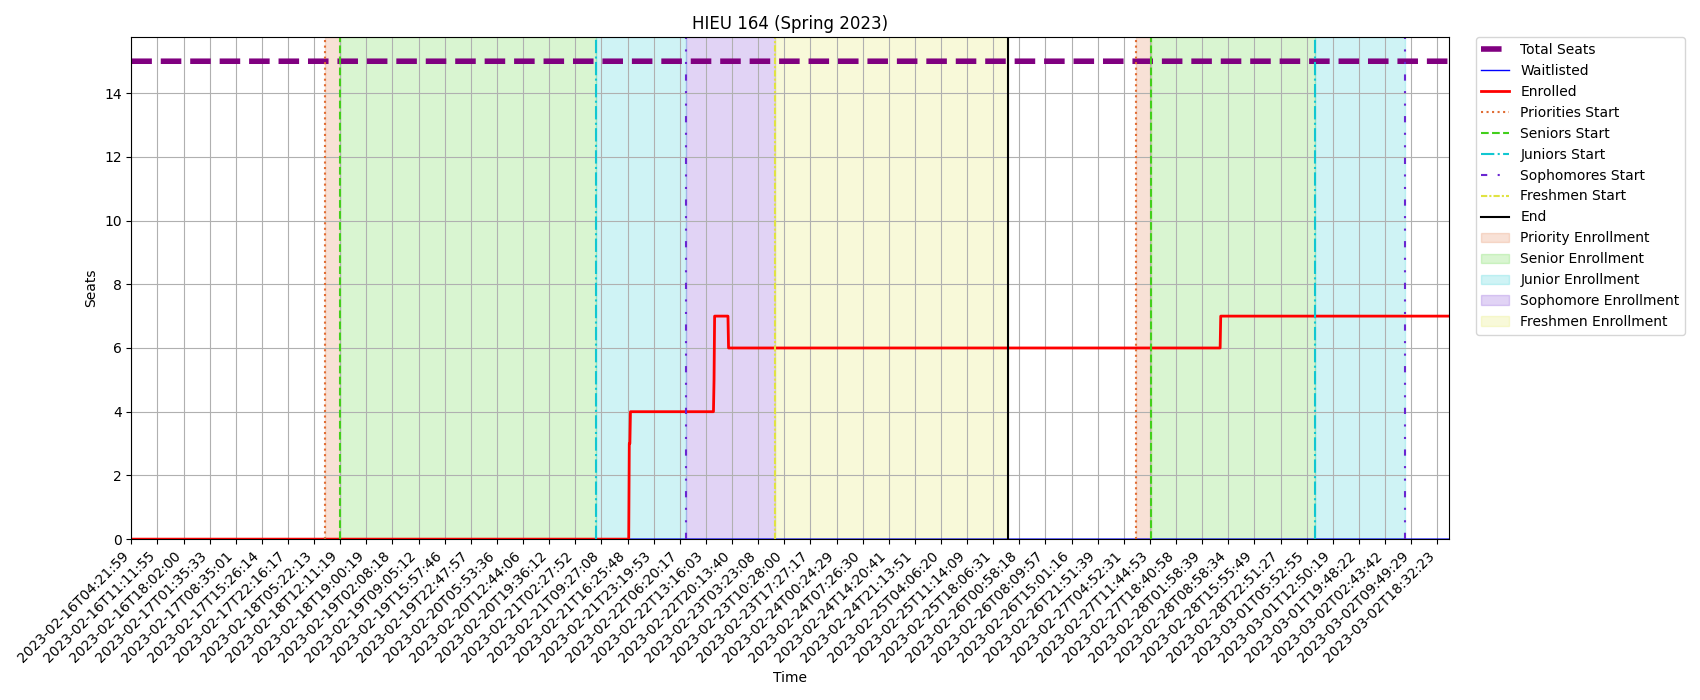 HIEU 164 (Spring 2023)
Seats
14
12
10
8
6
4
2
0
2023-02-16T04:21:59
2023-02-16T11:11:55
2023-02-16T18:02:00
2023-02-17T01:35:33
2023-02-17T08:35:01
2023-02-17T15:26:14
2023-02-17T22:16:17
2023-02-18T05:22:13
2023-02-18T12:11:19
2023-02-18T19:00:19
2023-02-19T02:08:18
2023-02-19T09:05:12
2023-02-19T15:57:46
2023-02-19T22:47:57
2023-02-20T05:53:36
2023-02-20T12:44:06
2023-02-20T19:36:12
2023-02-21T02:27:52
2023-02-21T09:27:08
2023-02-21T16:25:48
2023-02-21T23:19:53
2023-02-22T06:20:17
2023-02-22T13:16:03
2023-02-22T20:13:40
2023-02-23T03:23:08
2023-02-23T10:28:00
2023-02-23T17:27:17
2023-02-24T00:24:29
2023-02-24T07:26:30
2023-02-24T14:20:41
2023-02-24T21:13:51
2023-02-25T04:06:20
2023-02-25T11:14:09
2023-02-25T18:06:31
2023-02-26T00:58:18
2023-02-26T08:09:57
2023-02-26T15:01:16
2023-02-26T21:51:39
2023-02-27T04:52:31
2023-02-27T11:44:53
2023-02-27T18:40:58
2023-02-28T01:58:39
2023-02-28T08:58:34
2023-02-28T15:55:49
2023-02-28T22:51:27
2023-03-01T05:52:55
2023-03-01T12:50:19
2023-03-01T19:48:22
2023-03-02T02:43:42
2023-03-02T09:49:29
2023-03-02T18:32:23
Time
Total Seats
Waitlisted
Enrolled
Priorities Start
Seniors Start
Juniors Start
Sophomores Start
Freshmen Start
End
Priority Enrollment
Senior Enrollment
Junior Enrollment
Sophomore Enrollment
Freshmen Enrollment